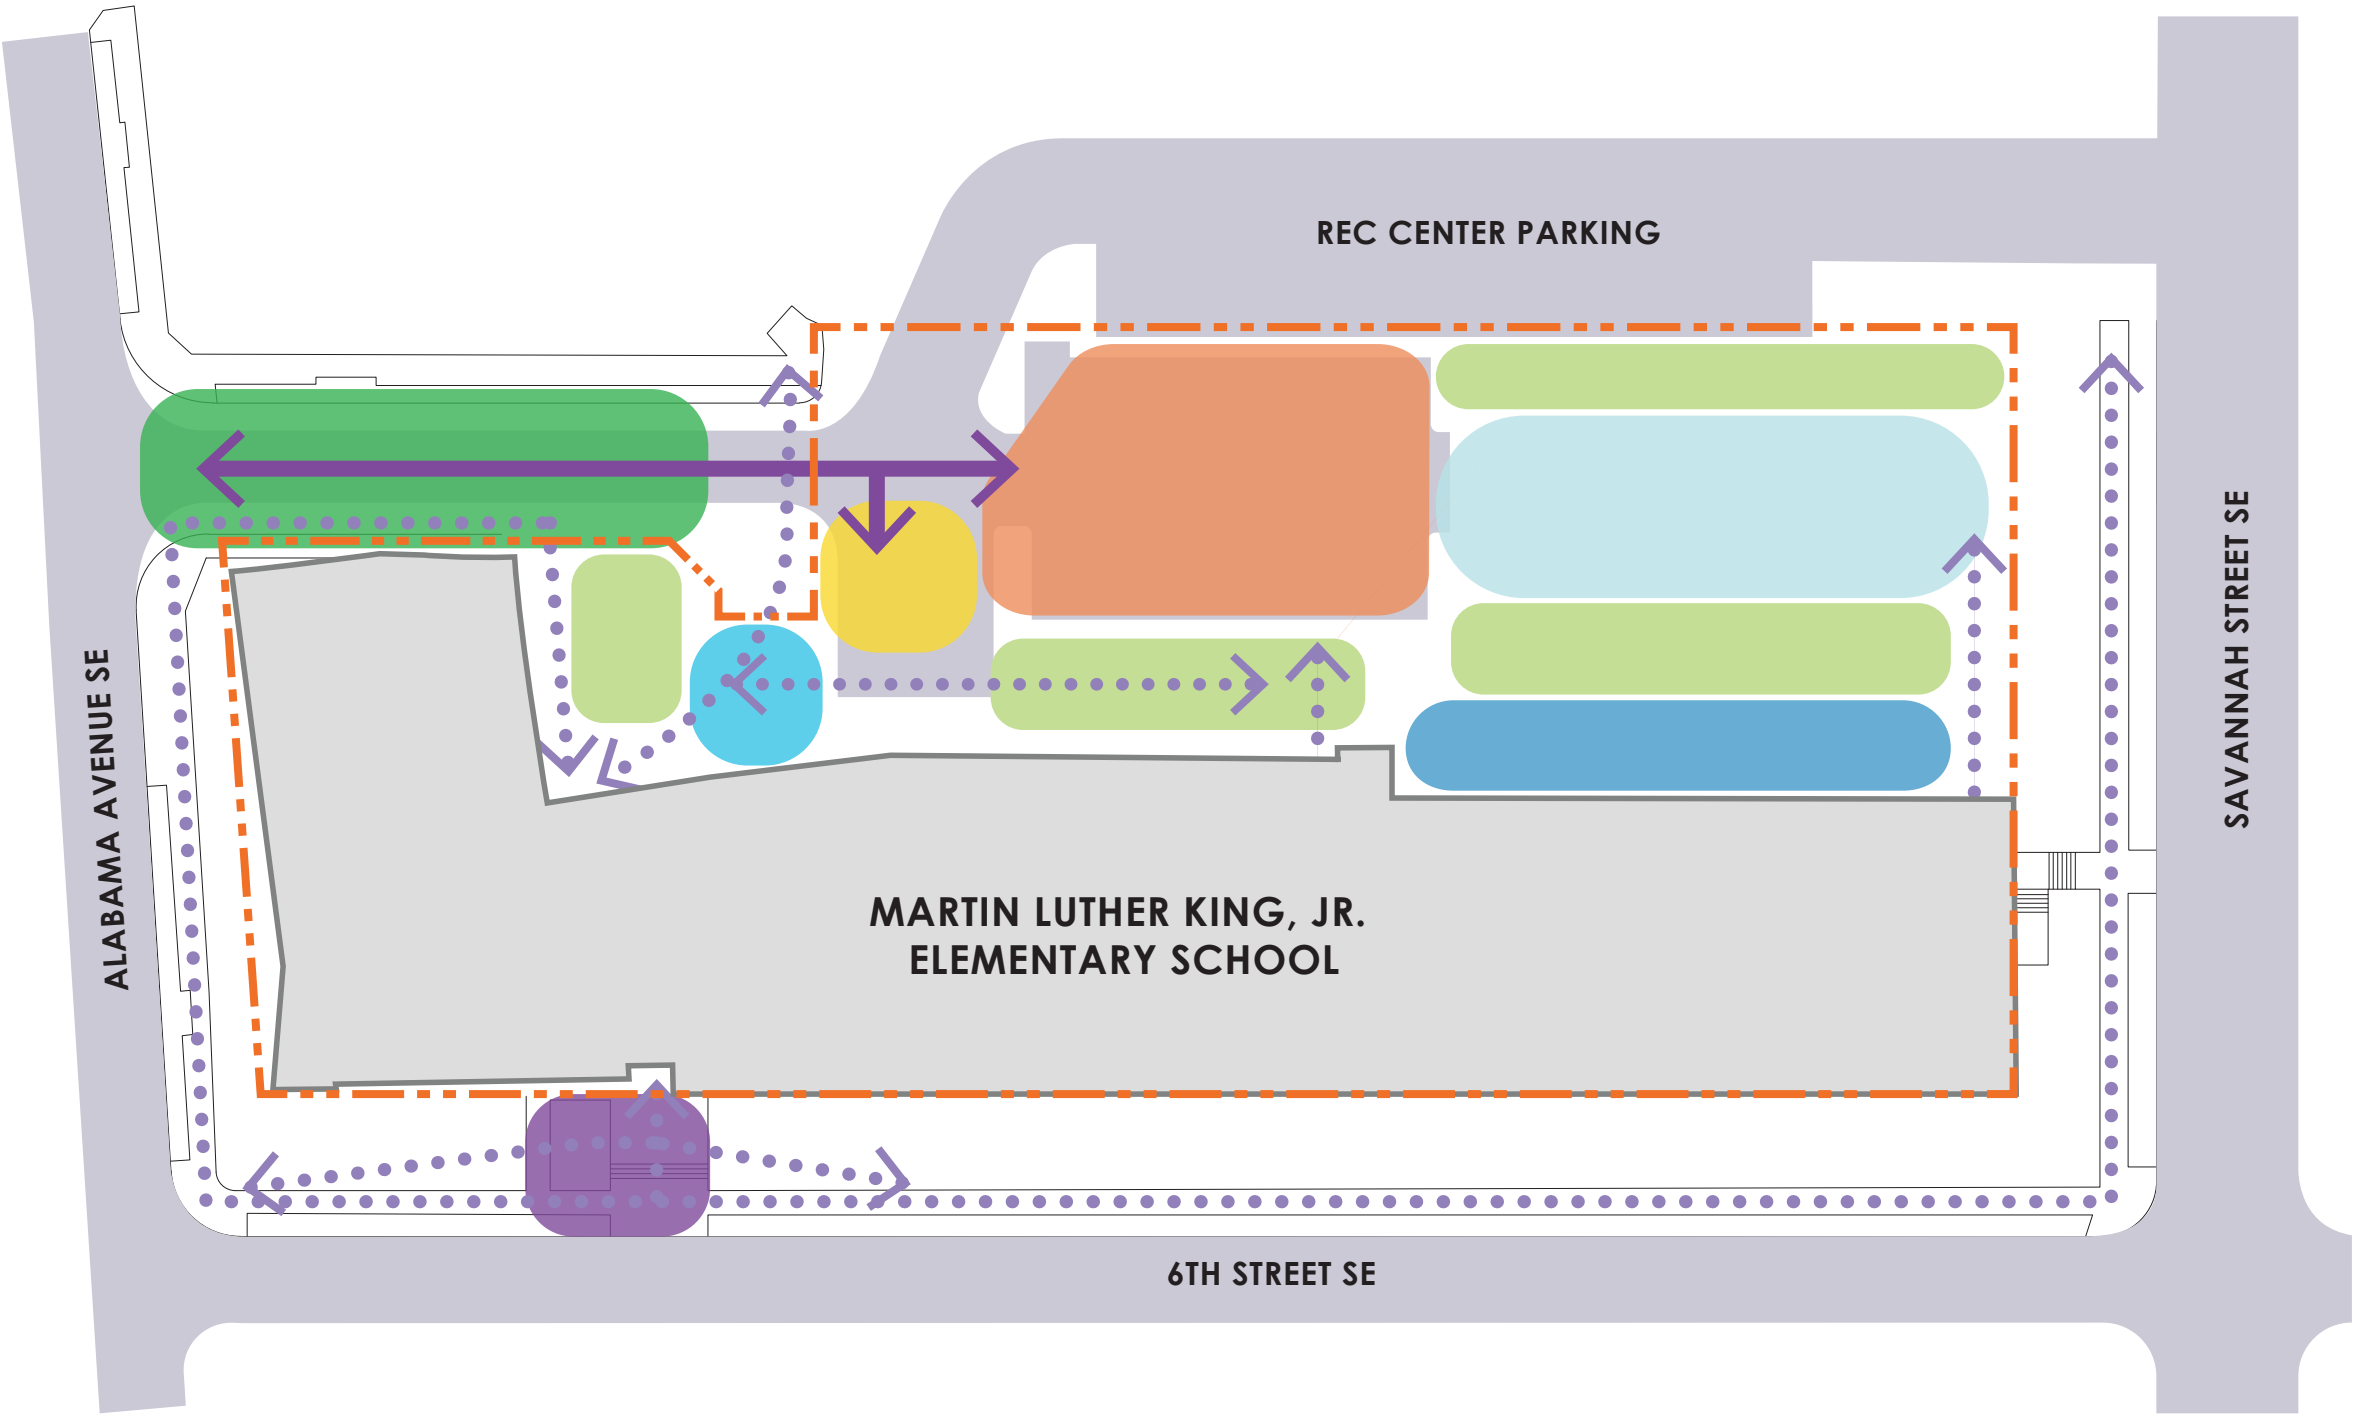 REC CENTER PARKING
ALABAMA AVENUE SE
SAVANNAH STREET SE
MARTIN LUTHER KING, JR.
ELEMENTARY SCHOOL
6TH STREET SE